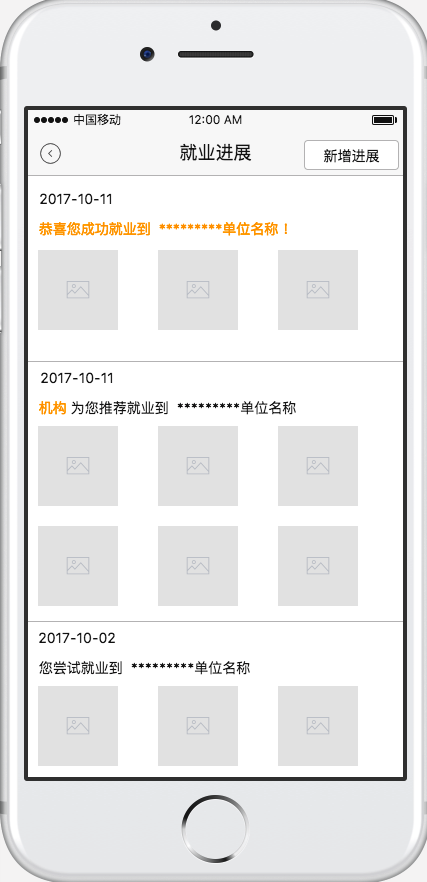 中国移动 12:00 AM
就业进展 新增进展
2017-10-11
恭喜您成功就业到 *********单位名称！
2017-10-11
机构 为您推荐就业到 *********单位名称
2017-10-02
您尝试就业到 *********单位名称